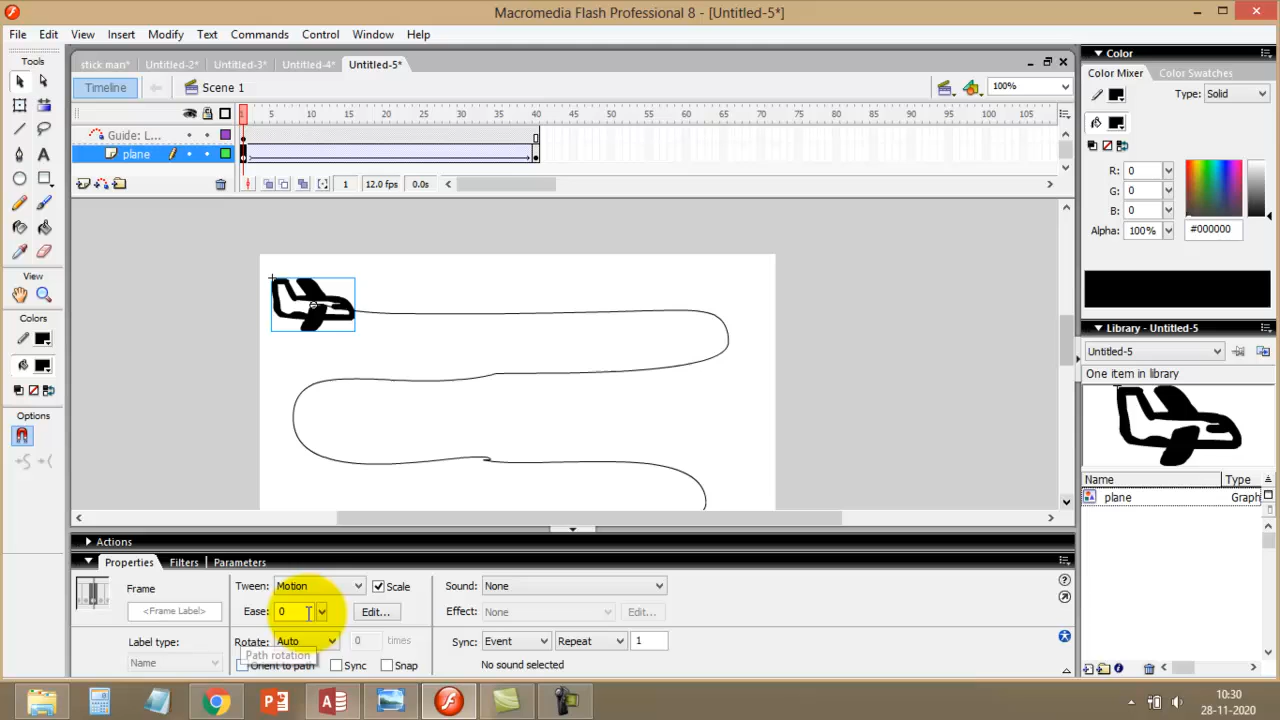 Macromedia Flash Professional 8 - [Untitled-5*]
File Edit View Insert Modify Text Commands Control Window Help
Tools
stick man* Untitled-2* Untitled-3* Untitled-4* Untitled-5*
Timeline Scene 1 100%
5 10 15 20 25 30 35 40 45 50 55 60 65 70 75 80 85 90 95 100 105
Guide: L...
plane
1 12.0 fps 0.0s
View
Colors
Options
Color
Color Mixer Color Swatches
Type: Solid
R: 0
G: 0
B: 0
Alpha: 100% #000000
Library - Untitled-5
Untitled-5
One item in library
Name Type
plane Graph
Actions
Properties Filters Parameters
Frame Tween: Motion Scale Sound: None
<Frame Label> Ease: 0 Edit... Effect: None Edit...
Label type: Rotate: Auto 0 times Sync: Event Repeat 1
Path rotation
Name Orient to path Sync Snap No sound selected
10:30
28-11-2020